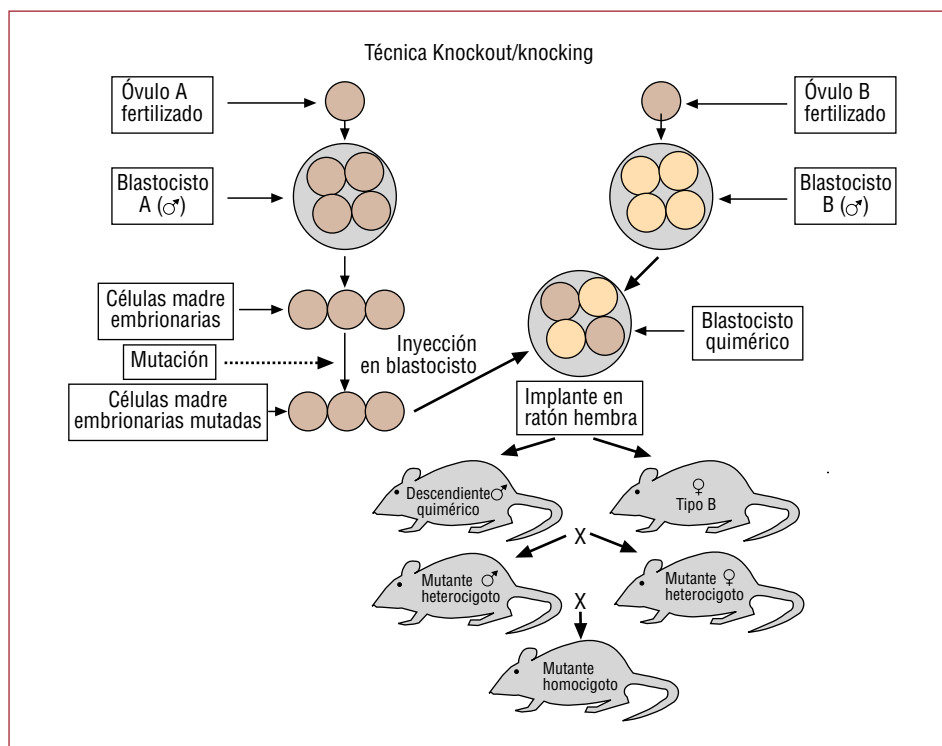 Técnica Knockout/knocking
Óvulo A
fertilizado
Óvulo B
fertilizado
Blastocisto
A (♂)
Blastocisto
B (♂)
Células madre
embrionarias
Mutación
Células madre
embrionarias mutadas
Inyección
en blastocisto
Blastocisto
quimérico
Implante en
ratón hembra
Descendiente ♂
quimérico
♀
Tipo B
X
Mutante ♂
heterocigoto
Mutante ♀
heterocigoto
X
Mutante
homocigoto